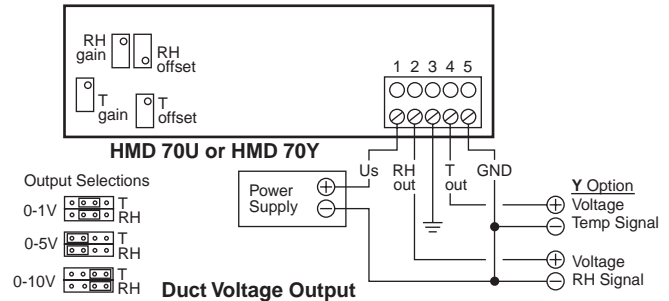 RH
gain
RH
offset
T
gain
T
offset
1 2 3 4 5
HMD 70U or HMD 70Y
Us
RH
out
T
out
GND
Output Selections
0-1V
T
RH
0-5V
T
RH
0-10V
T
RH
Power
Supply
Y Option
Voltage
Temp Signal
Voltage
RH Signal
Duct Voltage Output